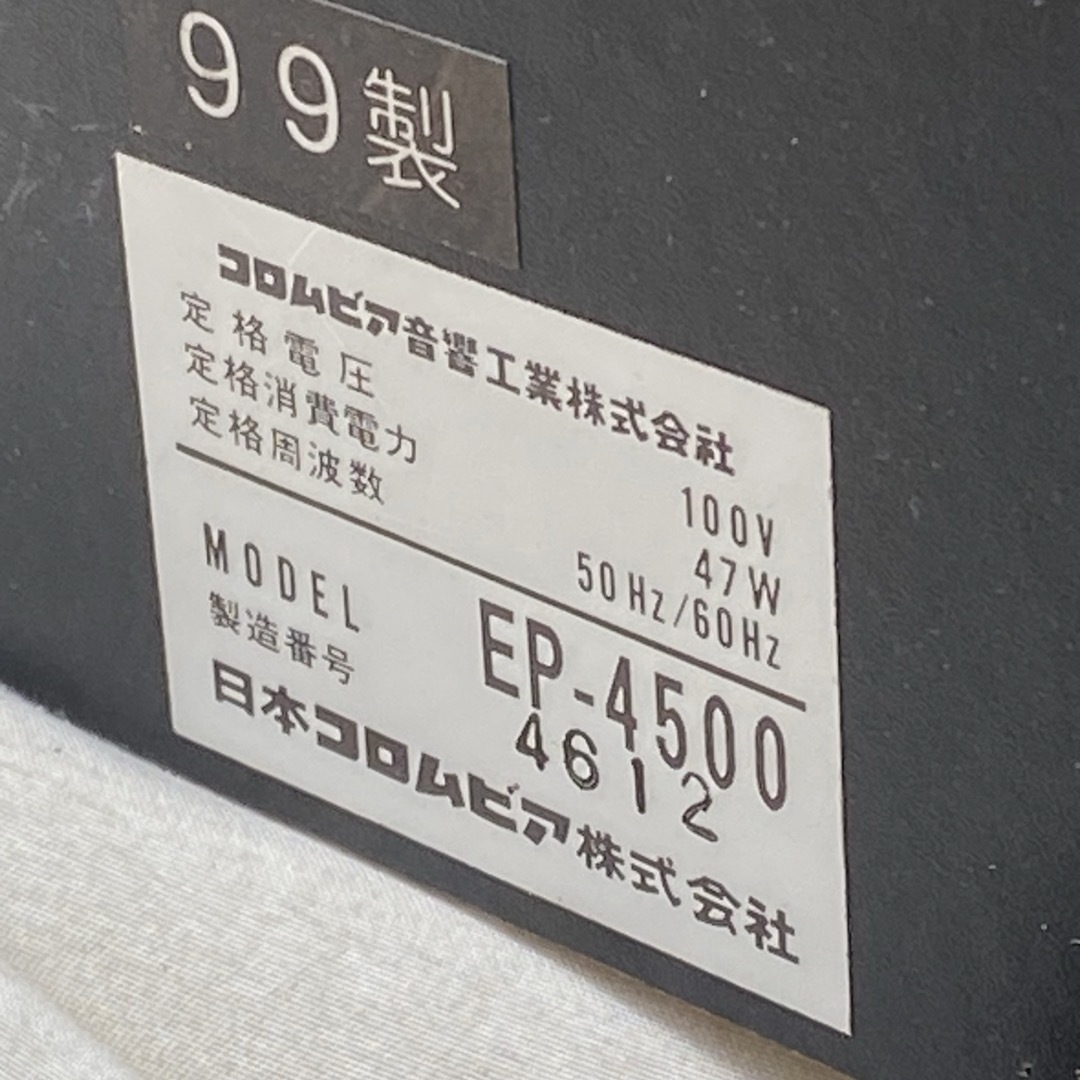 99製
コロムビア音響工業株式会社
定格電圧 100V
定格消費電力 47W
定格周波数 50Hz/60Hz
MODEL EP-4500
製造番号 4612
日本コロムビア株式会社